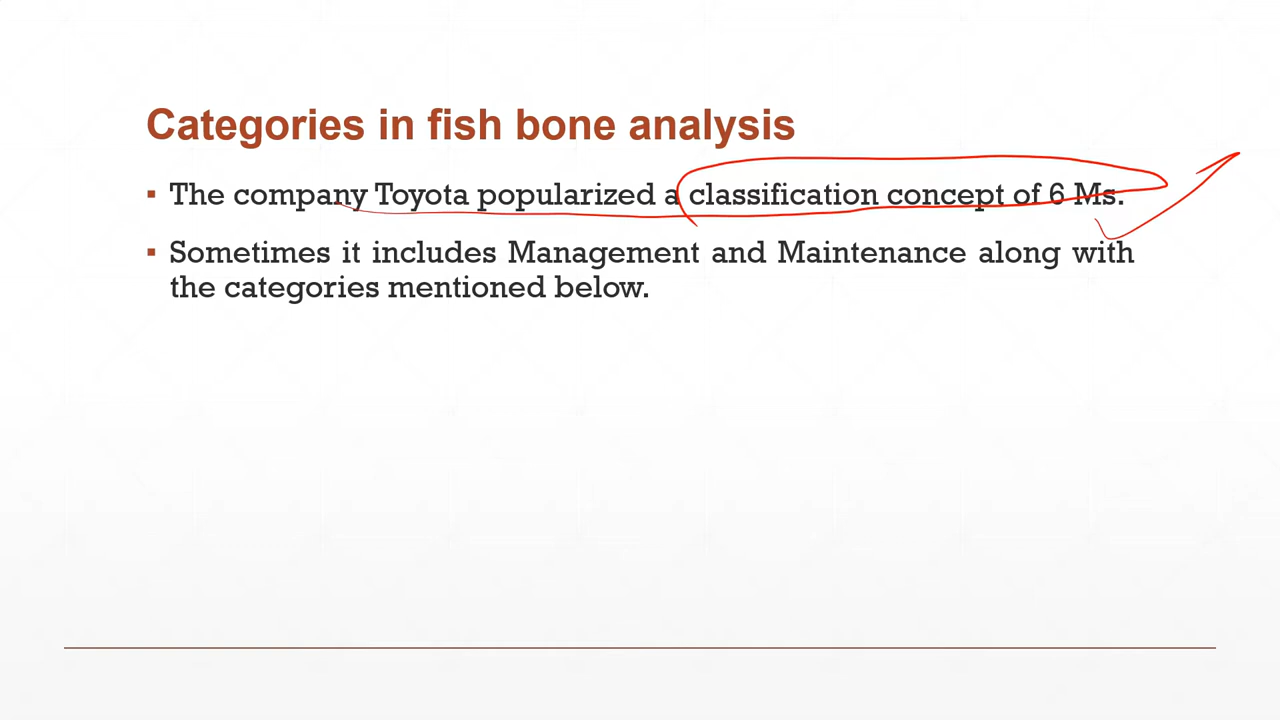 Categories in fish bone analysis
▪ The company Toyota popularized a classification concept of 6 Ms.
▪ Sometimes it includes Management and Maintenance along with
the categories mentioned below.